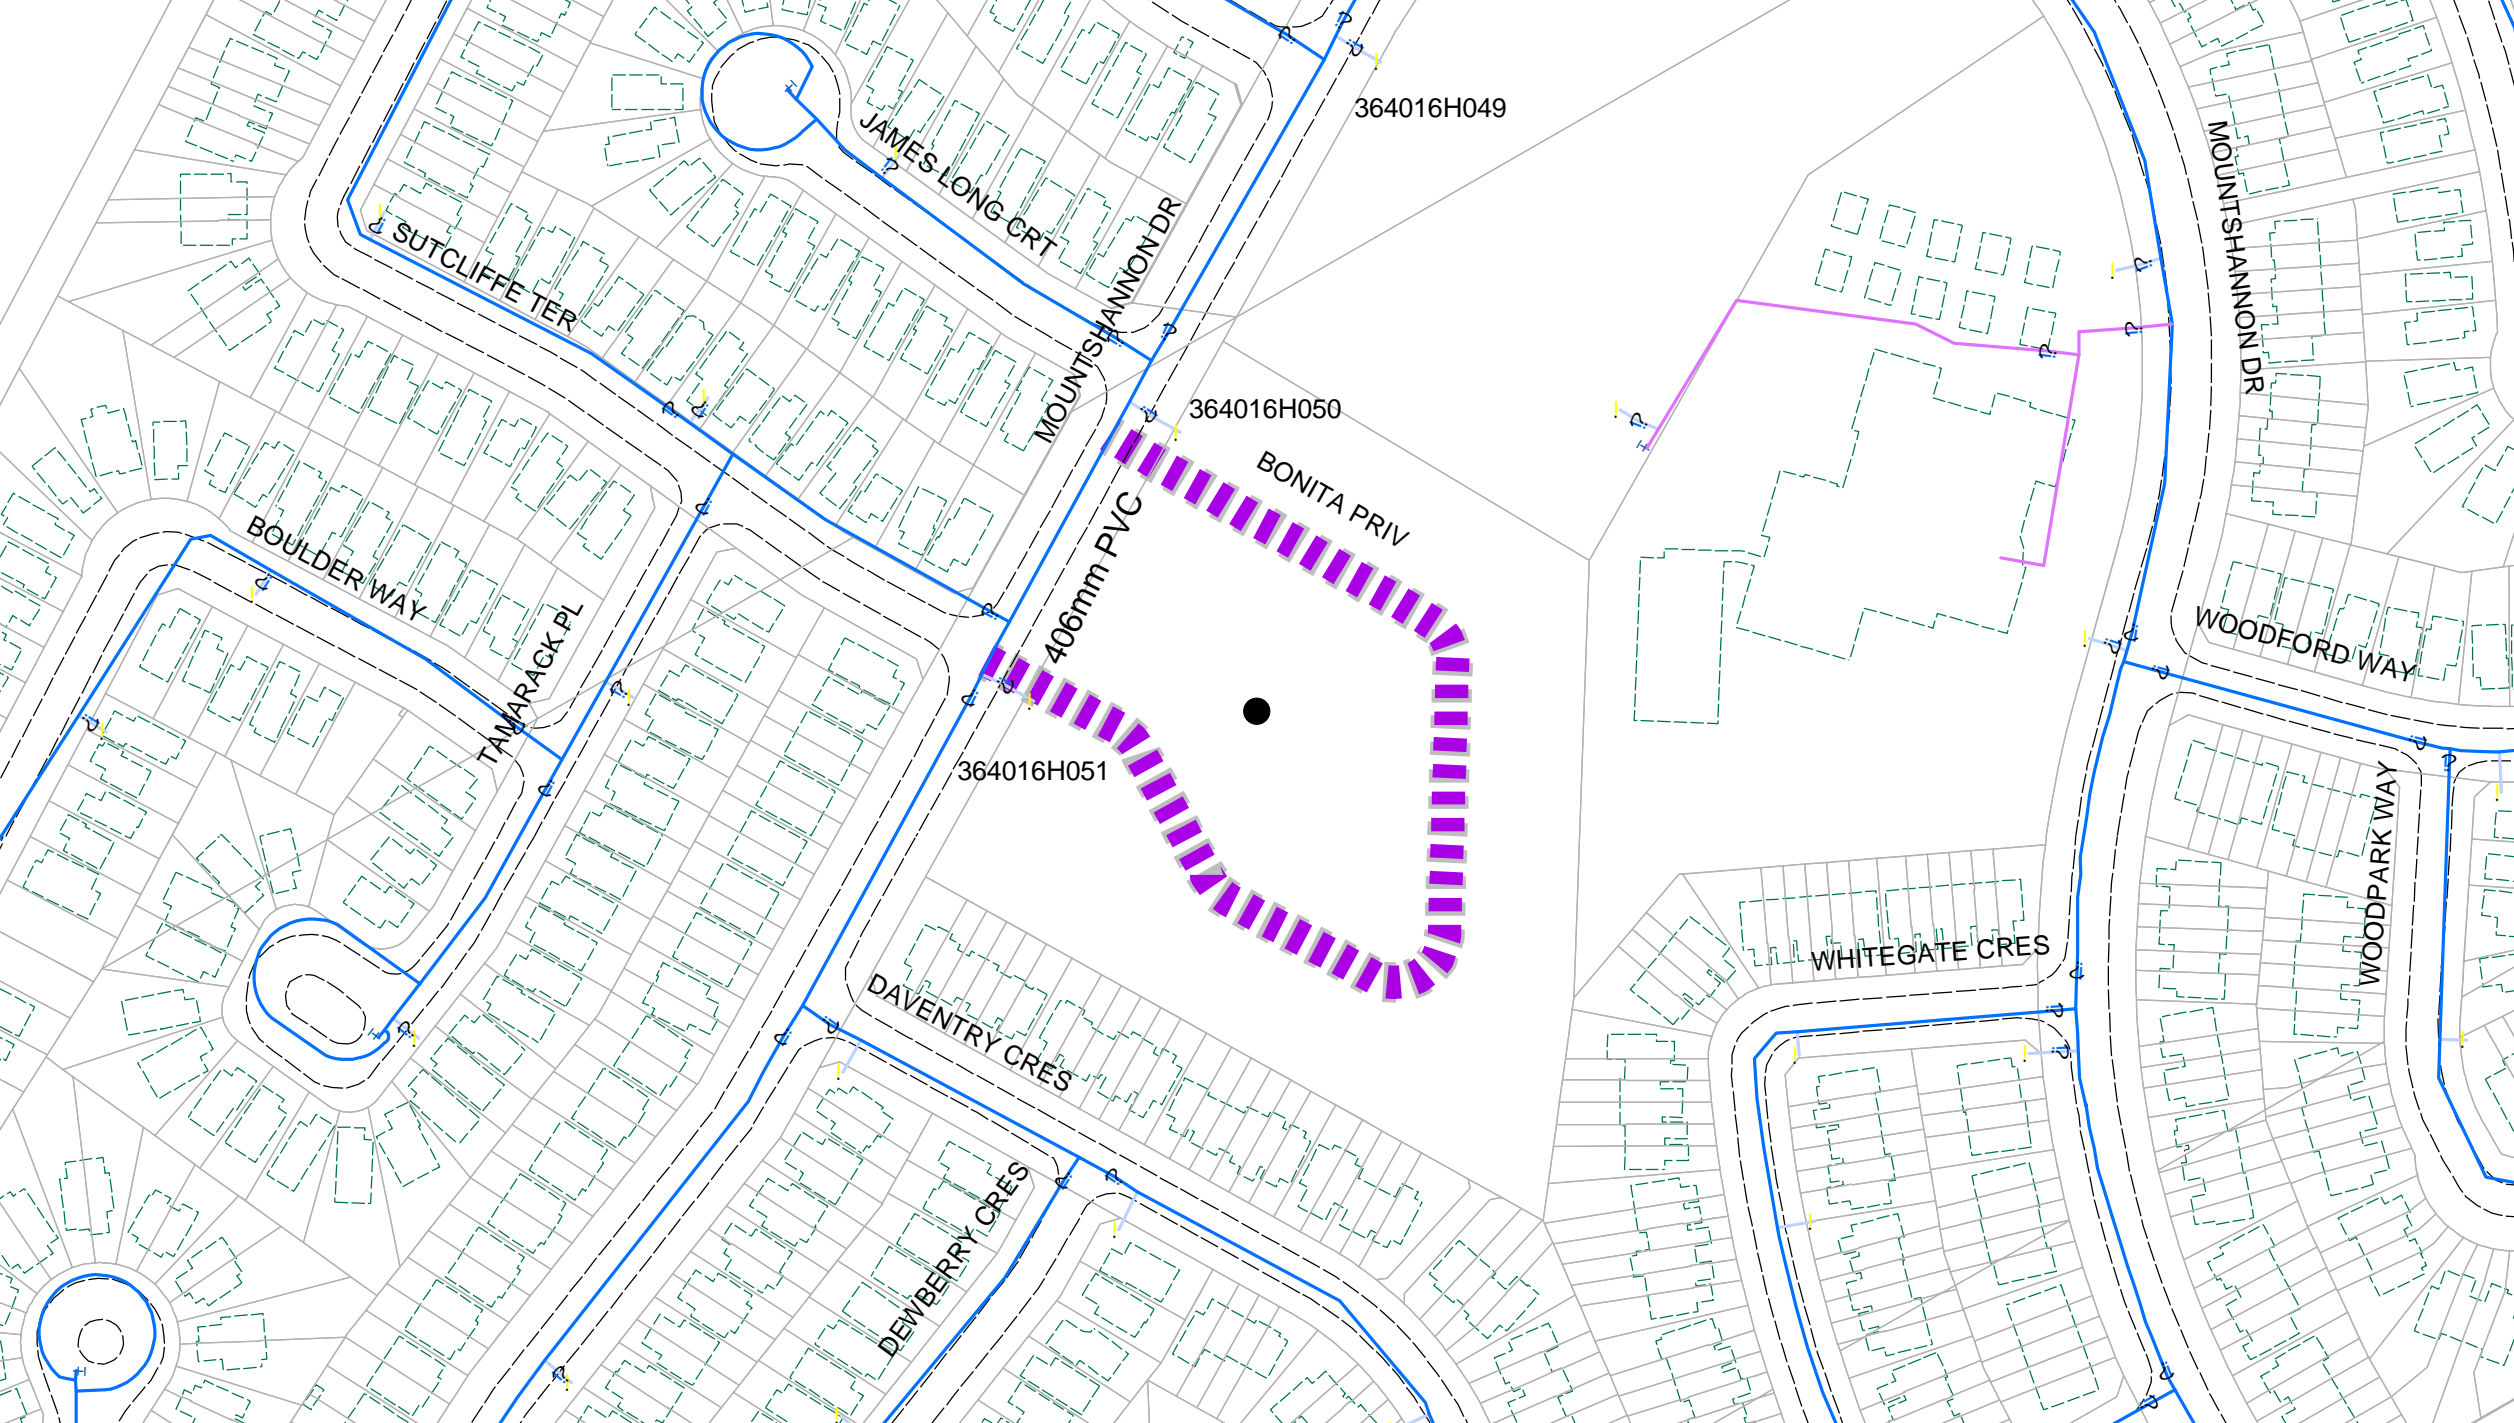 364016H049
JAMES LONG CRT
MOUNTSHANNON DR
MOUNTSHANNON DR
SUTCLIFFE TER
364016H050
BONITA PRIV
406mm PVC
BOULDER WAY
TAMARACK PL
WOODFORD WAY
364016H051
WOODPARK WAY
WHITEGATE CRES
DAVENTRY CRES
DEWBERRY CRES